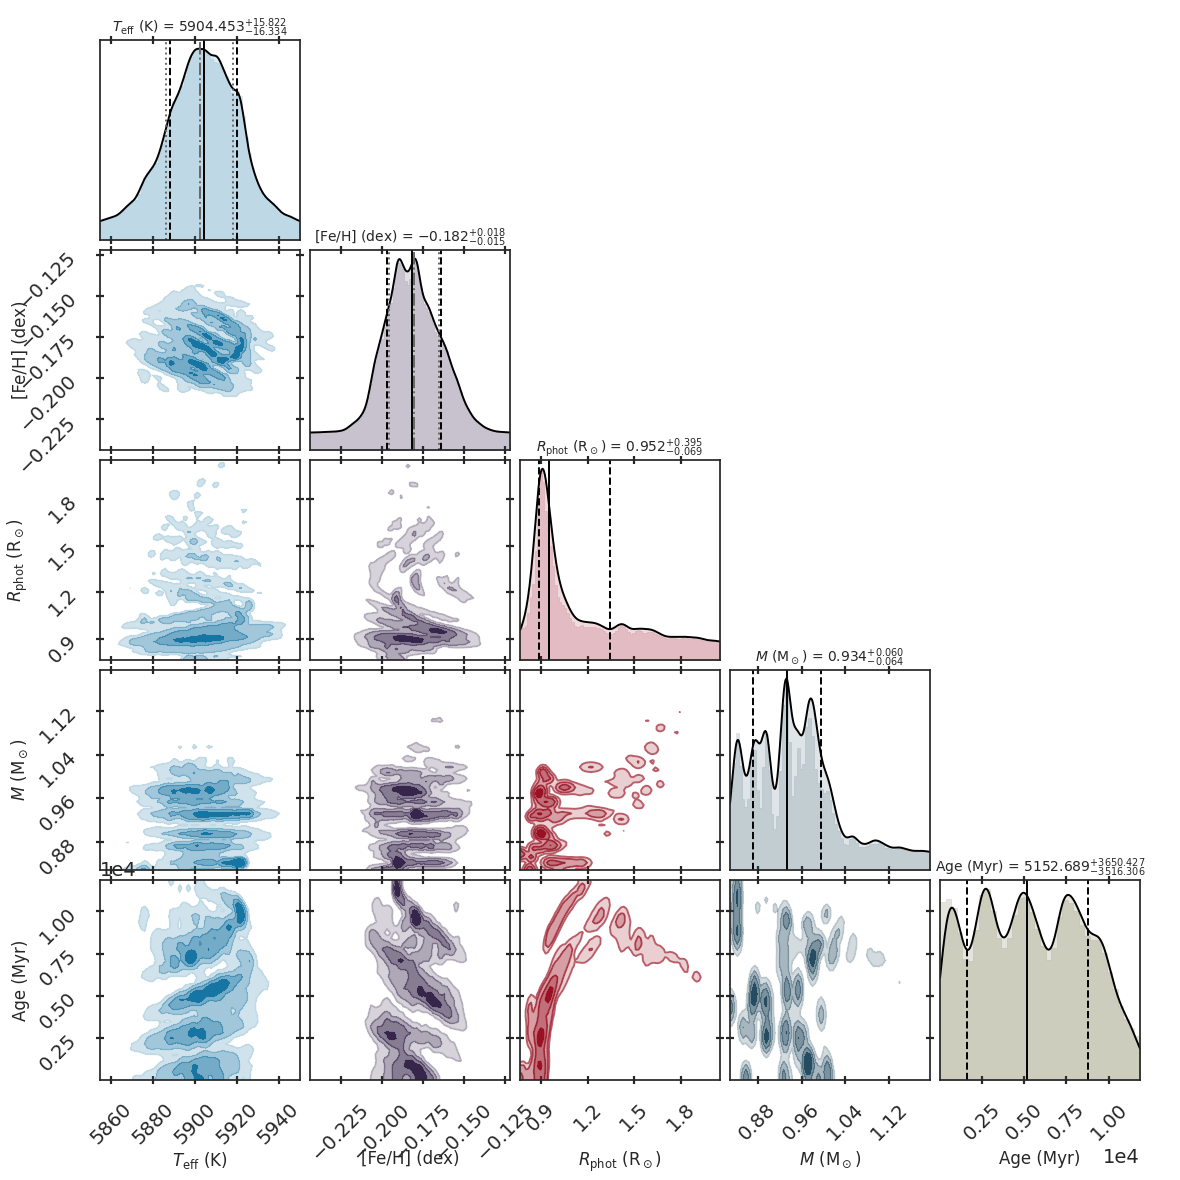 T_eff (K) = 5904.453 +15.822 −16.334
[Fe/H] (dex) = −0.182 +0.018 −0.015
−0.125
−0.150
−0.175
−0.200
−0.225
[Fe/H] (dex)
R_phot (R⊙) = 0.952 +0.395 −0.069
1.8
1.5
1.2
0.9
R_phot (R⊙)
M (M⊙) = 0.934 +0.060 −0.064
1.12
1.04
0.96
0.88
M (M⊙)
1e4
Age (Myr) = 5152.689 +3650.427 −3516.306
1.00
0.75
0.50
0.25
Age (Myr)
5860 5880 5900 5920 5940
−0.225 −0.200 −0.175 −0.150 −0.125
0.9 1.2 1.5 1.8
0.88 0.96 1.04 1.12
0.25 0.50 0.75 1.00
T_eff (K) [Fe/H] (dex) R_phot (R⊙) M (M⊙) Age (Myr) 1e4